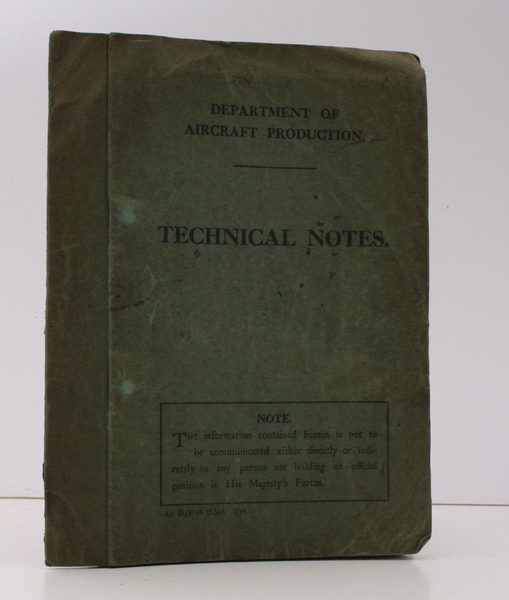 DEPARTMENT OF
AIRCRAFT PRODUCTION.
TECHNICAL NOTES.
NOTE.
THE information contained herein is not to
be communicated either directly or indi-
rectly to any person not holding an official
position in His Majesty's Forces.